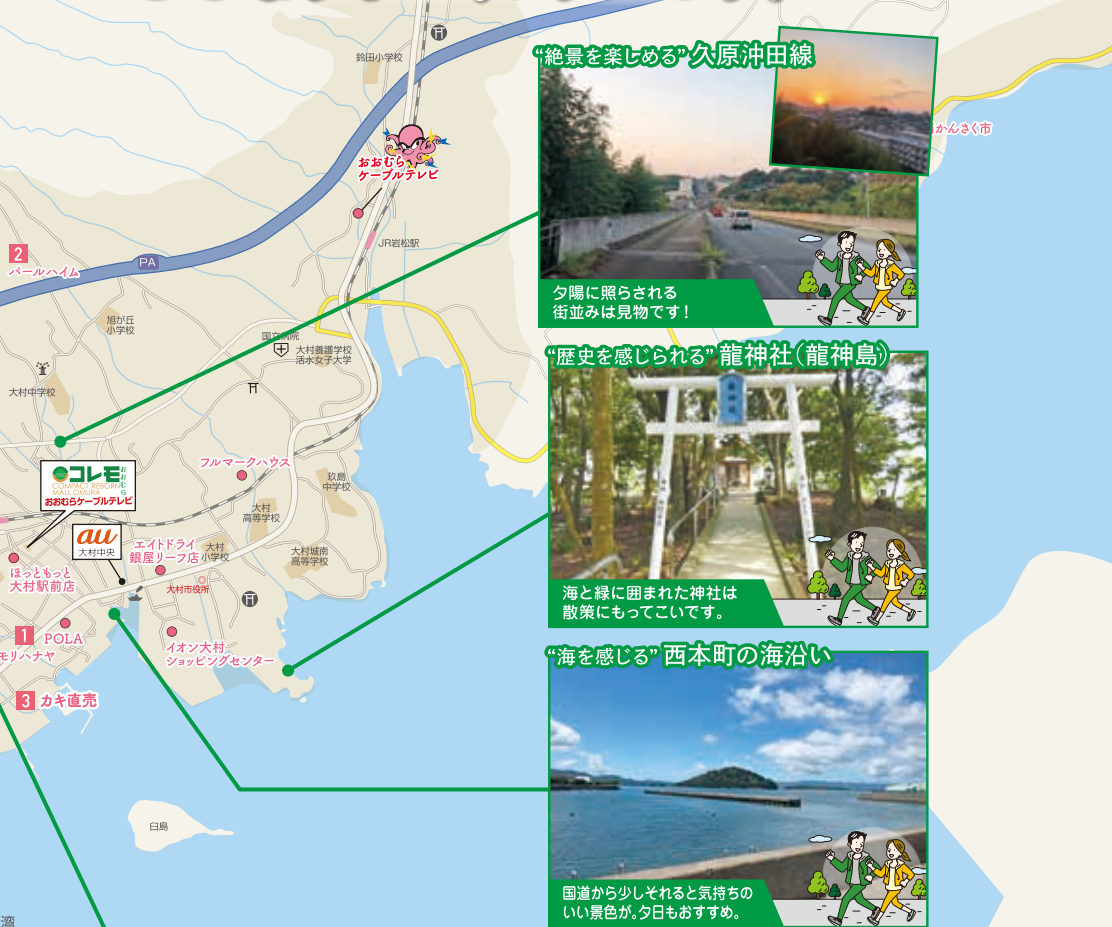 鈴田小学校
おおむら
ケーブルテレビ
JR岩松駅
2
パールハイム
PA
旭が丘
小学校
国立病院
大村養護学校
活水女子大学
大村中学校
コレモ
おおむら
COMPACT REBORN
MALL OMURA
おおむらケーブルテレビ
フルマークハウス
玖島
中学校
大村
高等学校
au
大村中央
エイトドライ
銀屋リーフ店
大村
小学校
大村城南
高等学校
ほっともっと
大村駅前店
大村市役所
1
POLA
モリハナヤ
イオン大村
ショッピングセンター
3 カキ直売
臼島
湾
"絶景を楽しめる"久原沖田線
かんさく市
夕陽に照らされる
街並みは見物です！
"歴史を感じられる"龍神社（龍神島）
龍神社
海と緑に囲まれた神社は
散策にもってこいです。
"海を感じる"西本町の海沿い
国道から少しそれると気持ちの
いい景色が。夕日もおすすめ。